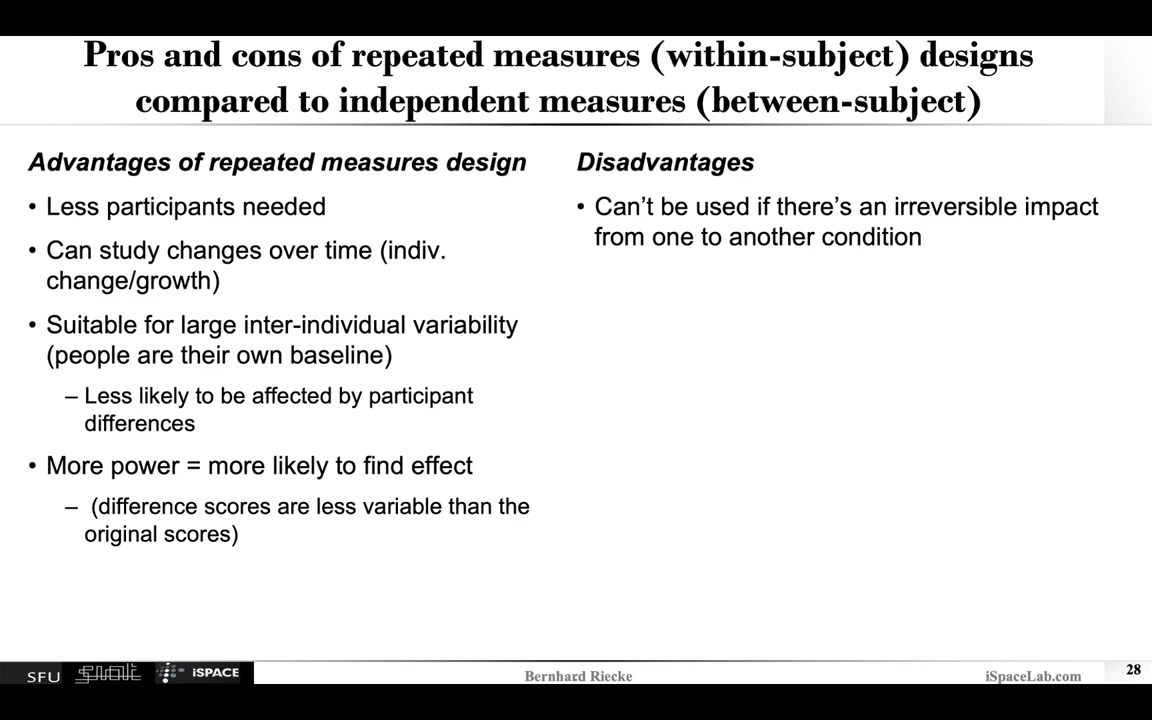 Pros and cons of repeated measures (within-subject) designs
compared to independent measures (between-subject)
Advantages of repeated measures design
• Less participants needed
• Can study changes over time (indiv.
change/growth)
• Suitable for large inter-individual variability
(people are their own baseline)
– Less likely to be affected by participant
differences
• More power = more likely to find effect
– (difference scores are less variable than the
original scores)
Disadvantages
• Can’t be used if there’s an irreversible impact
from one to another condition
SFU
iSPACE
Bernhard Riecke
iSpaceLab.com
28